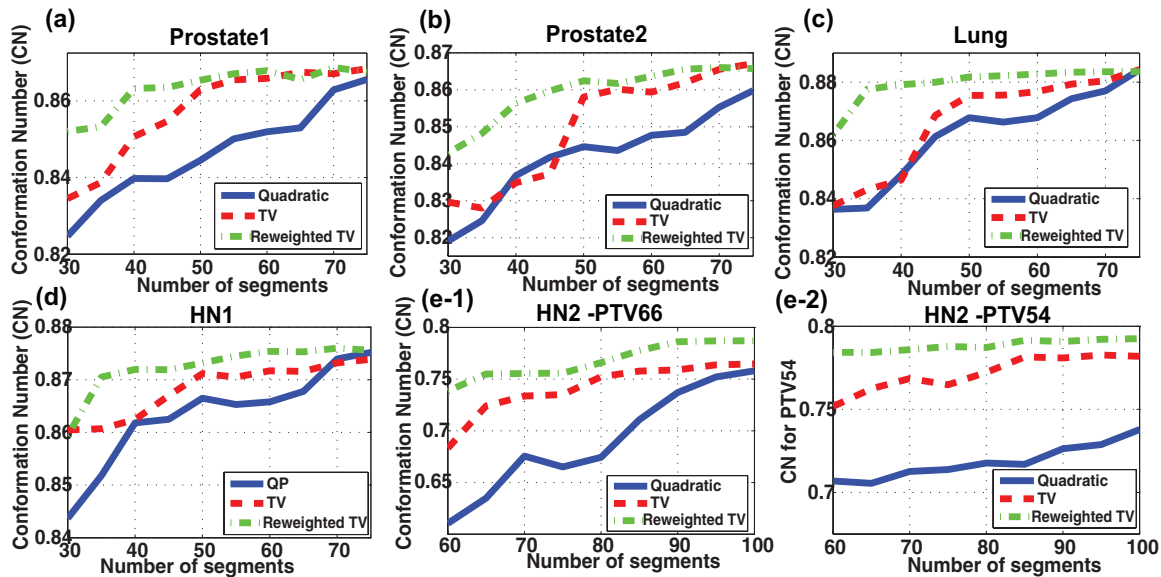 (a)
Prostate1
Conformation Number (CN)
0.86
0.84
0.82
30 40 50 60 70
Number of segments
Quadratic
TV
Reweighted TV
(b)
Prostate2
Conformation Number (CN)
0.87
0.86
0.85
0.84
0.83
0.82
30 40 50 60 70
Number of segments
Quadratic
TV
Reweighted TV
(c)
Lung
Conformation Number (CN)
0.88
0.86
0.84
0.82
30 40 50 60 70
Number of segments
Quadratic
TV
Reweighted TV
(d)
HN1
Conformation Number (CN)
0.88
0.87
0.86
0.85
0.84
30 40 50 60 70
Number of segments
QP
TV
Reweighted TV
(e-1)
HN2 -PTV66
Conformation Number (CN)
0.8
0.75
0.7
0.65
60 70 80 90 100
Number of segments
Quadratic
TV
Reweighted TV
(e-2)
HN2 -PTV54
CN for PTV54
0.8
0.75
0.7
60 70 80 90 100
Number of segments
Quadratic
TV
Reweighted TV